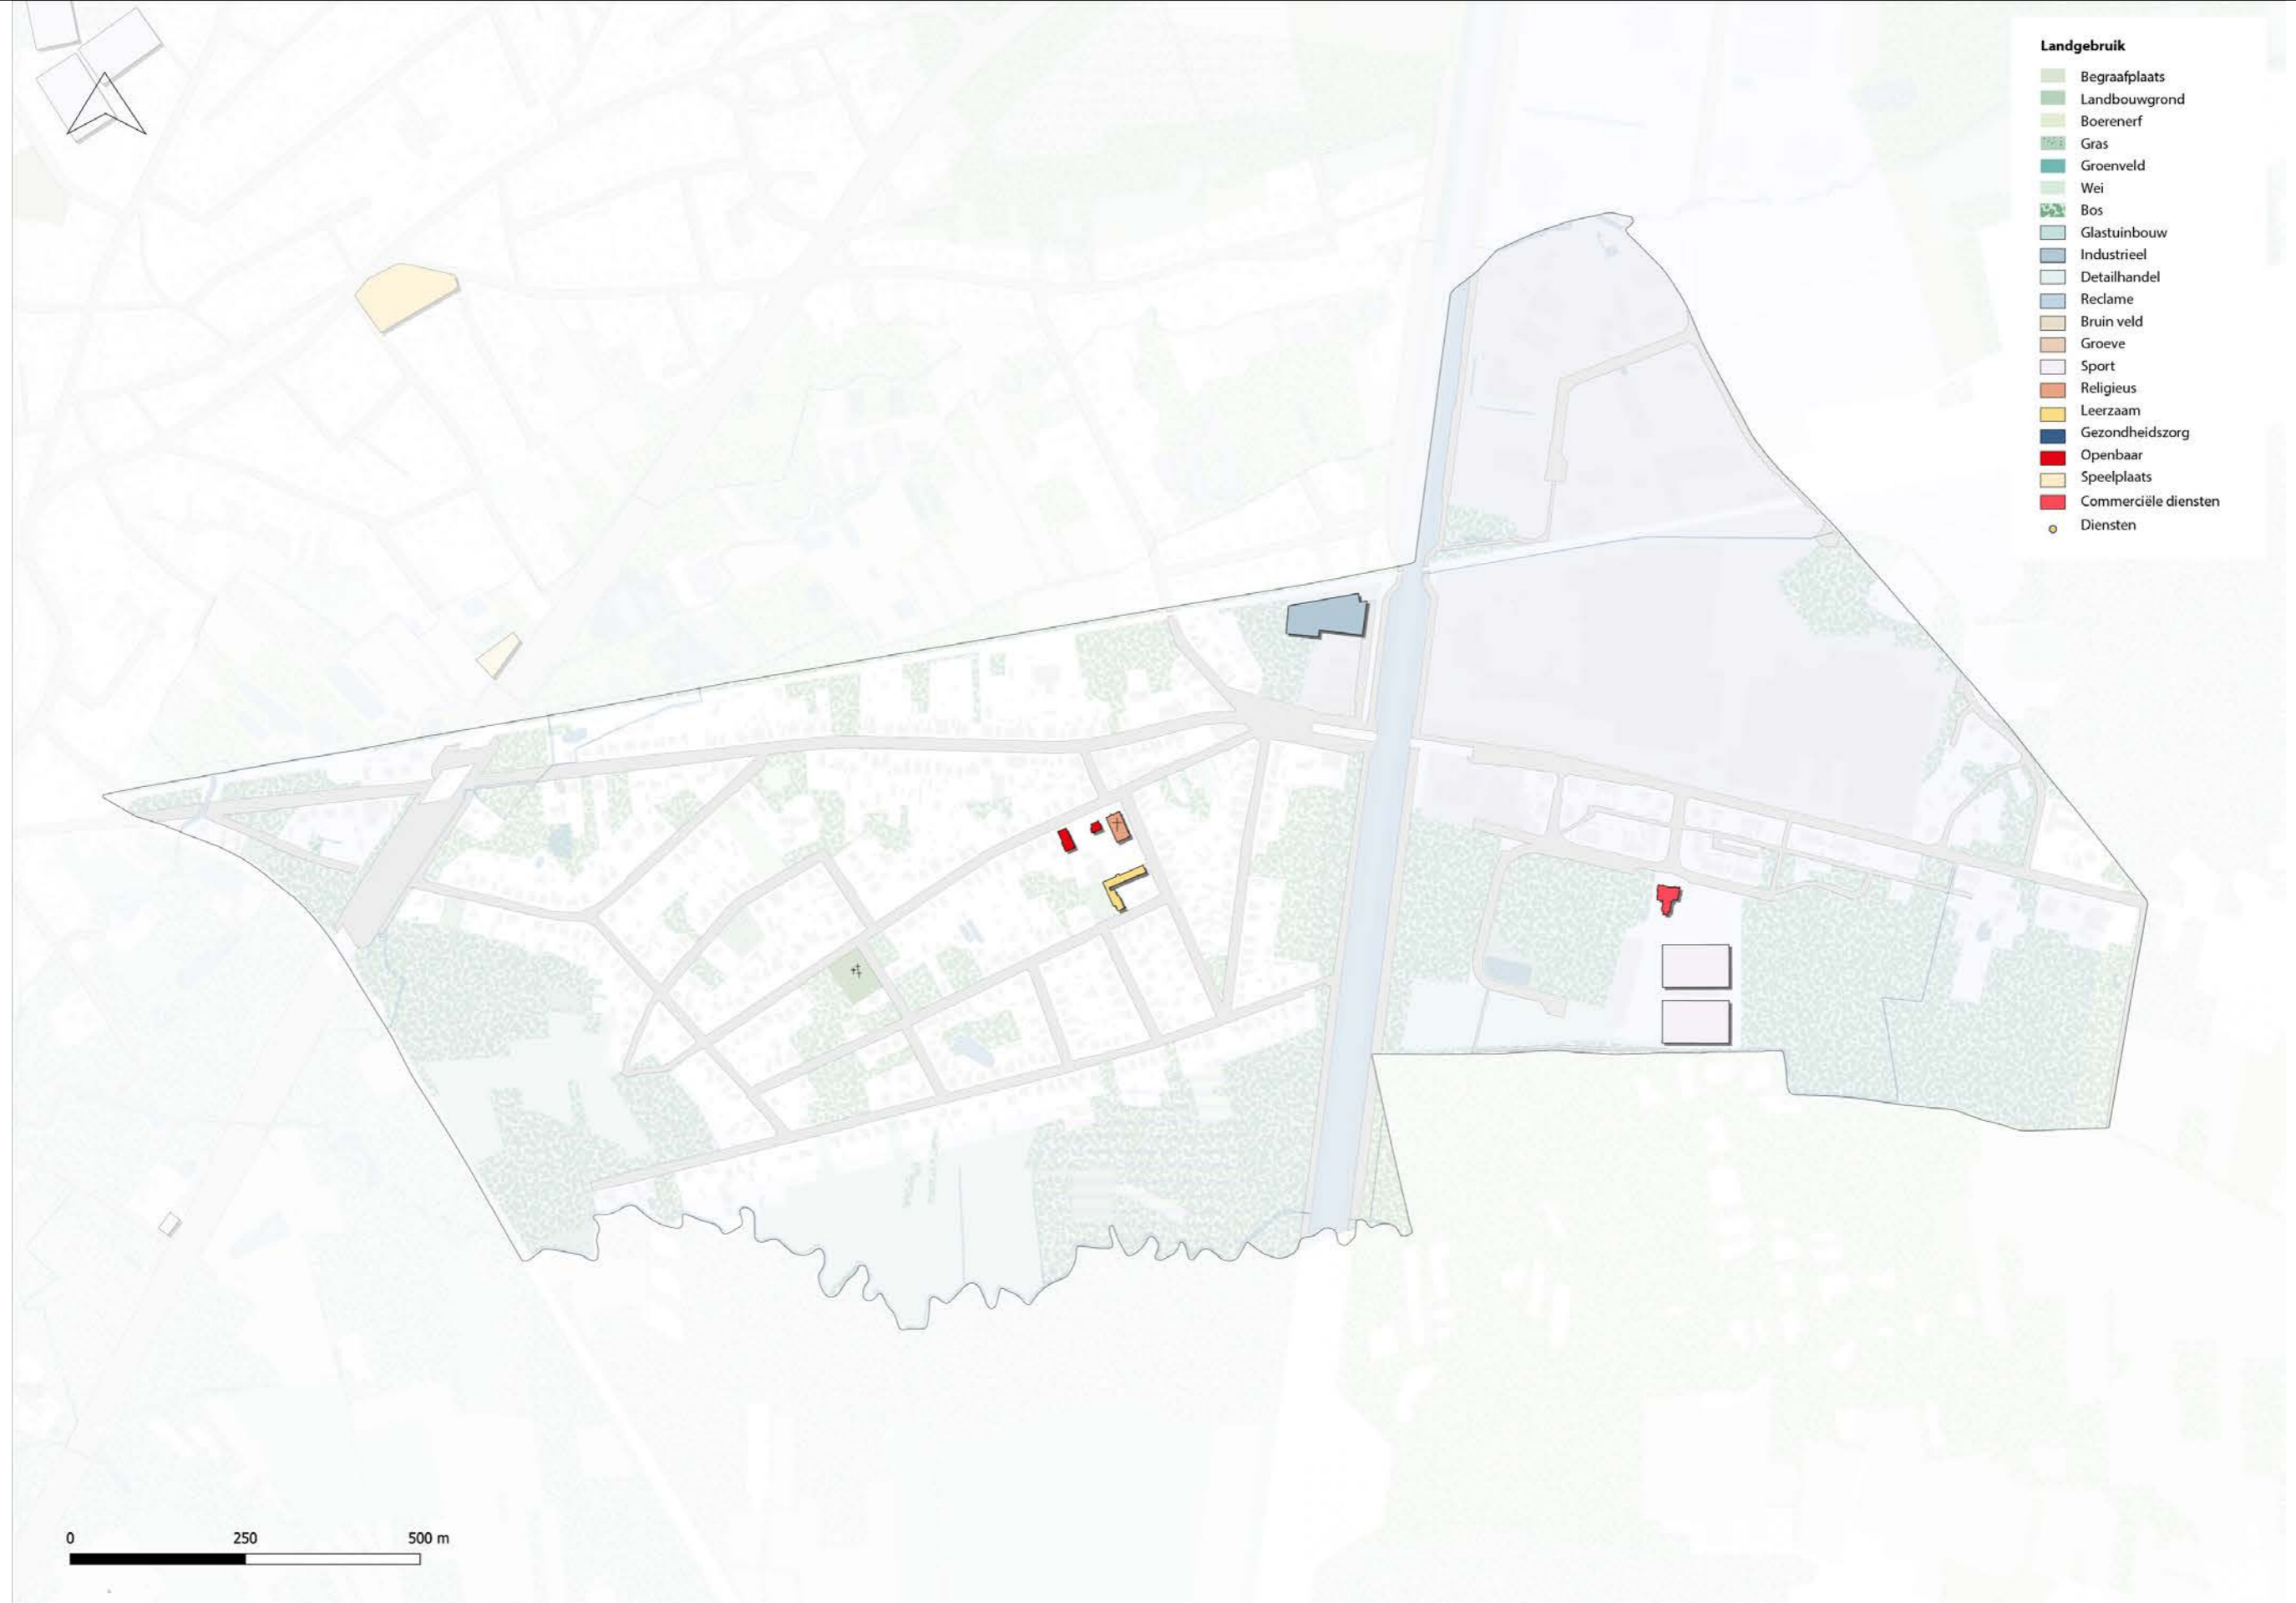 Landgebruik
Begraafplaats
Landbouwgrond
Boerenerf
Gras
Groenveld
Wei
Bos
Glastuinbouw
Industrieel
Detailhandel
Reclame
Bruin veld
Groeve
Sport
Religieus
Leerzaam
Gezondheidszorg
Openbaar
Speelplaats
Commerciële diensten
Diensten
0 250 500 m